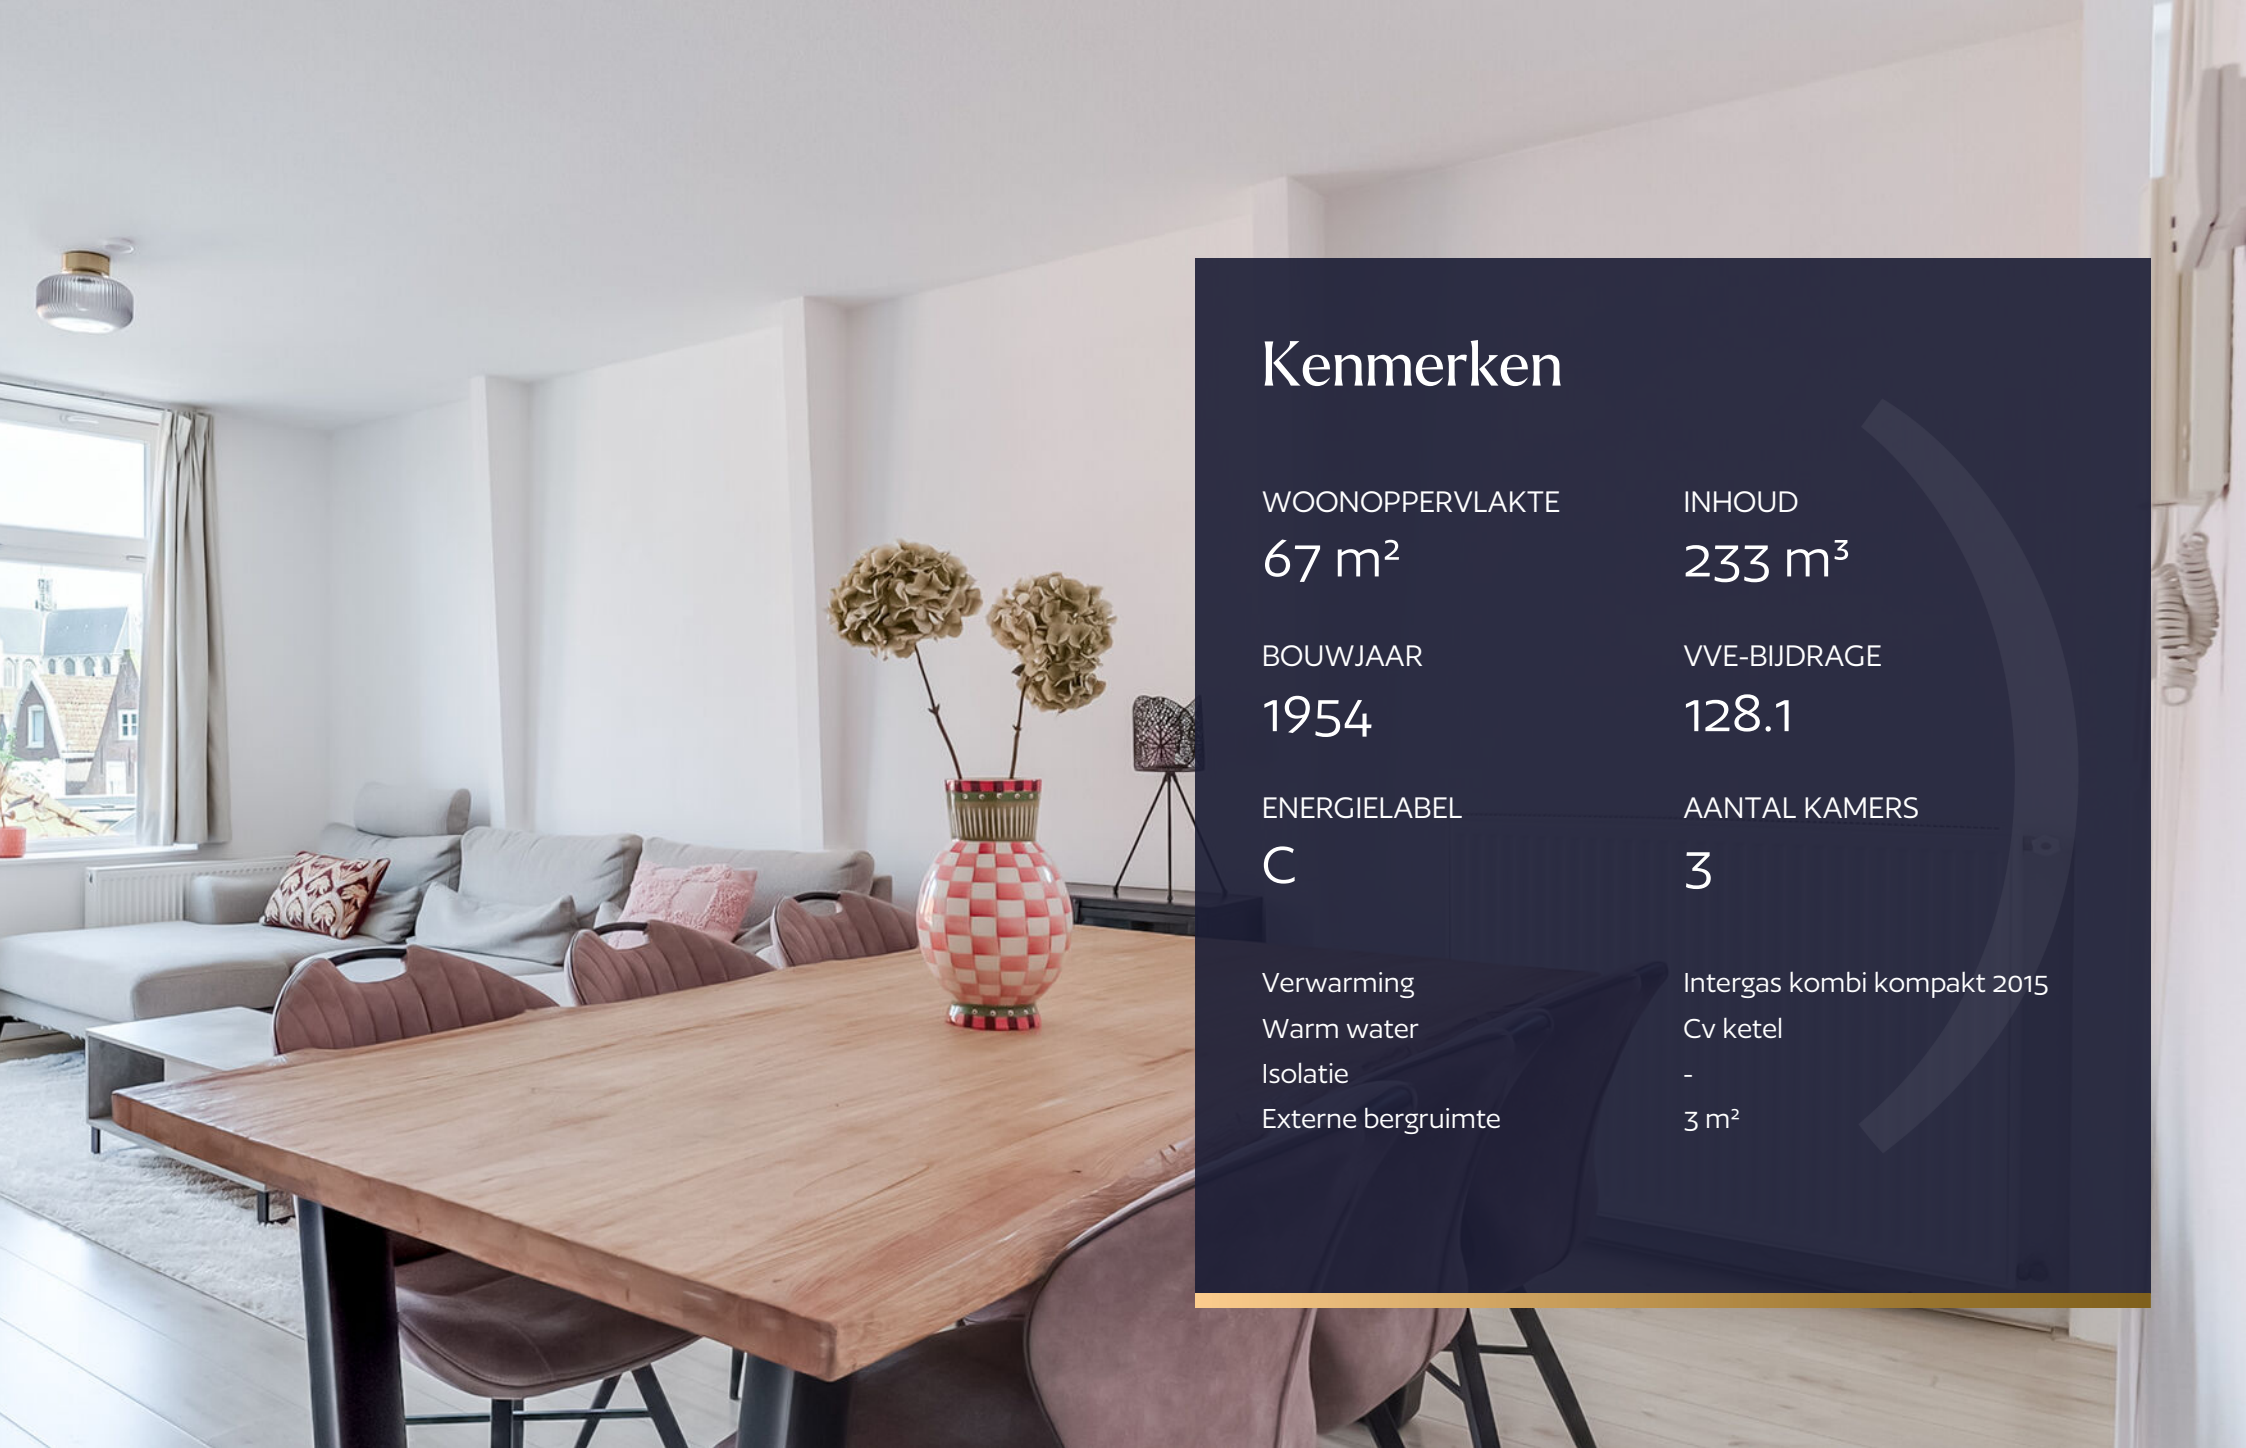 Kenmerken
WOONOPPERVLAKTE
67 m²
INHOUD
233 m³
BOUWJAAR
1954
VVE-BIJDRAGE
128.1
ENERGIELABEL
C
AANTAL KAMERS
3
Verwarming Intergas kombi kompakt 2015
Warm water Cv ketel
Isolatie -
Externe bergruimte 3 m²